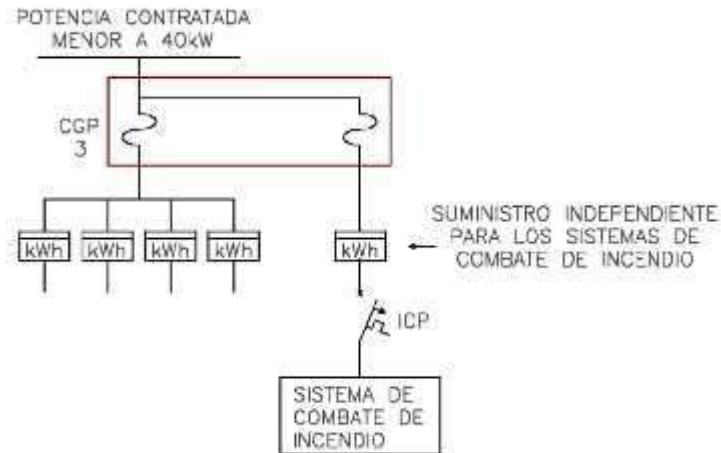 POTENCIA CONTRATADA
MENOR A 40kW
CGP
3
kWh
kWh
kWh
kWh
kWh
SUMINISTRO INDEPENDIENTE
PARA LOS SISTEMAS DE
COMBATE DE INCENDIO
ICP
SISTEMA DE
COMBATE DE
INCENDIO